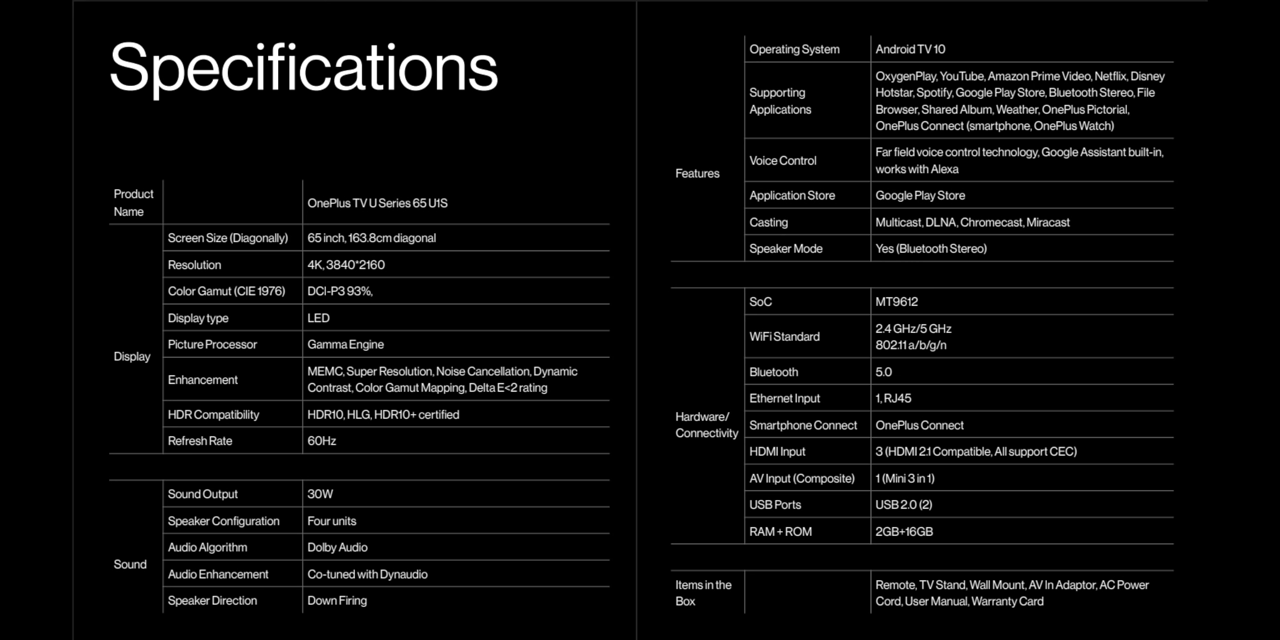 Specifications
Product
Name
OnePlus TV U Series 65 U1S
Display
Screen Size (Diagonally)
65 inch, 163.8cm diagonal
Resolution
4K, 3840*2160
Color Gamut (CIE 1976)
DCI-P3 93%,
Display type
LED
Picture Processor
Gamma Engine
Enhancement
MEMC, Super Resolution, Noise Cancellation, Dynamic
Contrast, Color Gamut Mapping, Delta E<2 rating
HDR Compatibility
HDR10, HLG, HDR10+ certified
Refresh Rate
60Hz
Sound
Sound Output
30W
Speaker Configuration
Four units
Audio Algorithm
Dolby Audio
Audio Enhancement
Co-tuned with Dynaudio
Speaker Direction
Down Firing
Features
Operating System
Android TV 10
Supporting
Applications
OxygenPlay, YouTube, Amazon Prime Video, Netflix, Disney
Hotstar, Spotify, Google Play Store, Bluetooth Stereo, File
Browser, Shared Album, Weather, OnePlus Pictorial,
OnePlus Connect (smartphone, OnePlus Watch)
Voice Control
Far field voice control technology, Google Assistant built-in,
works with Alexa
Application Store
Google Play Store
Casting
Multicast, DLNA, Chromecast, Miracast
Speaker Mode
Yes (Bluetooth Stereo)
Hardware/
Connectivity
SoC
MT9612
WiFi Standard
2.4 GHz/5 GHz
802.11 a/b/g/n
Bluetooth
5.0
Ethernet Input
1, RJ45
Smartphone Connect
OnePlus Connect
HDMI Input
3 (HDMI 2.1 Compatible, All support CEC)
AV Input (Composite)
1 (Mini 3 in 1)
USB Ports
USB 2.0 (2)
RAM + ROM
2GB+16GB
Items in the
Box
Remote, TV Stand, Wall Mount, AV In Adaptor, AC Power
Cord, User Manual, Warranty Card